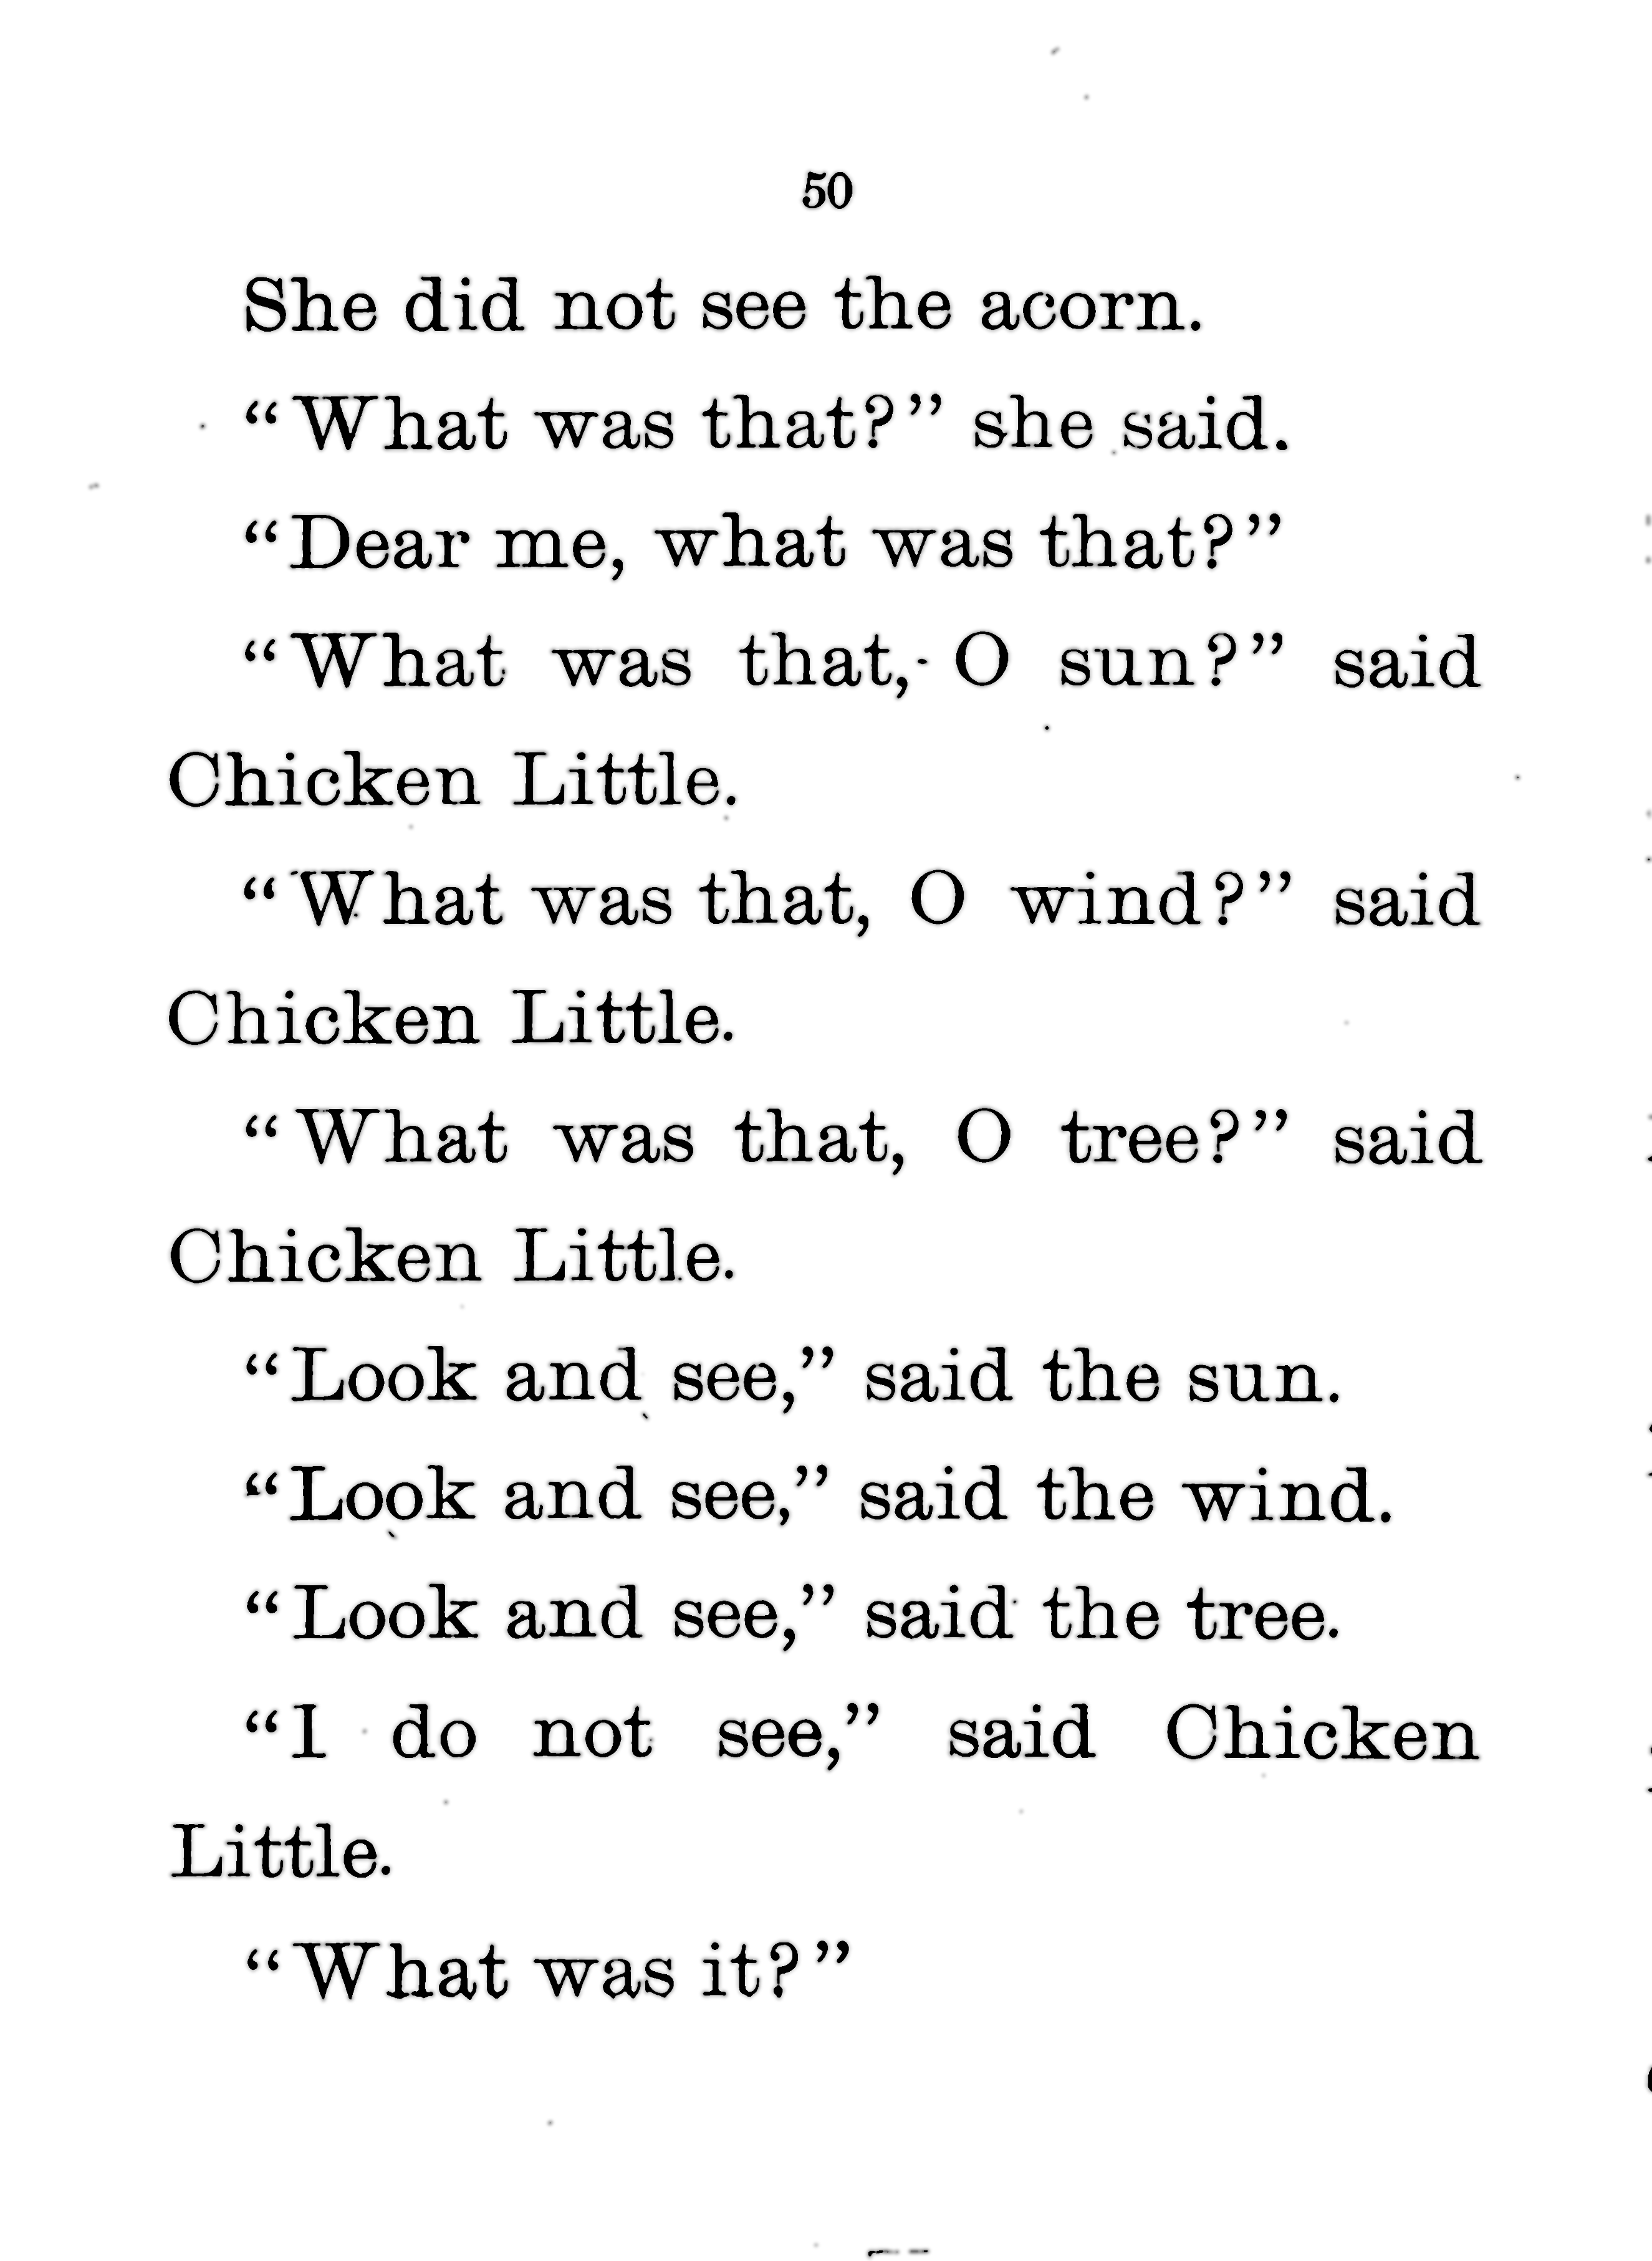 50
She did not see the acorn.
“What was that?” she said.
“Dear me, what was that?”
“What was that, O sun?” said
Chicken Little.
“What was that, O wind?” said
Chicken Little.
“What was that, O tree?” said
Chicken Little.
“Look and see,” said the sun.
“Look and see,” said the wind.
“Look and see,” said the tree.
“I do not see,” said Chicken
Little.
“What was it?”